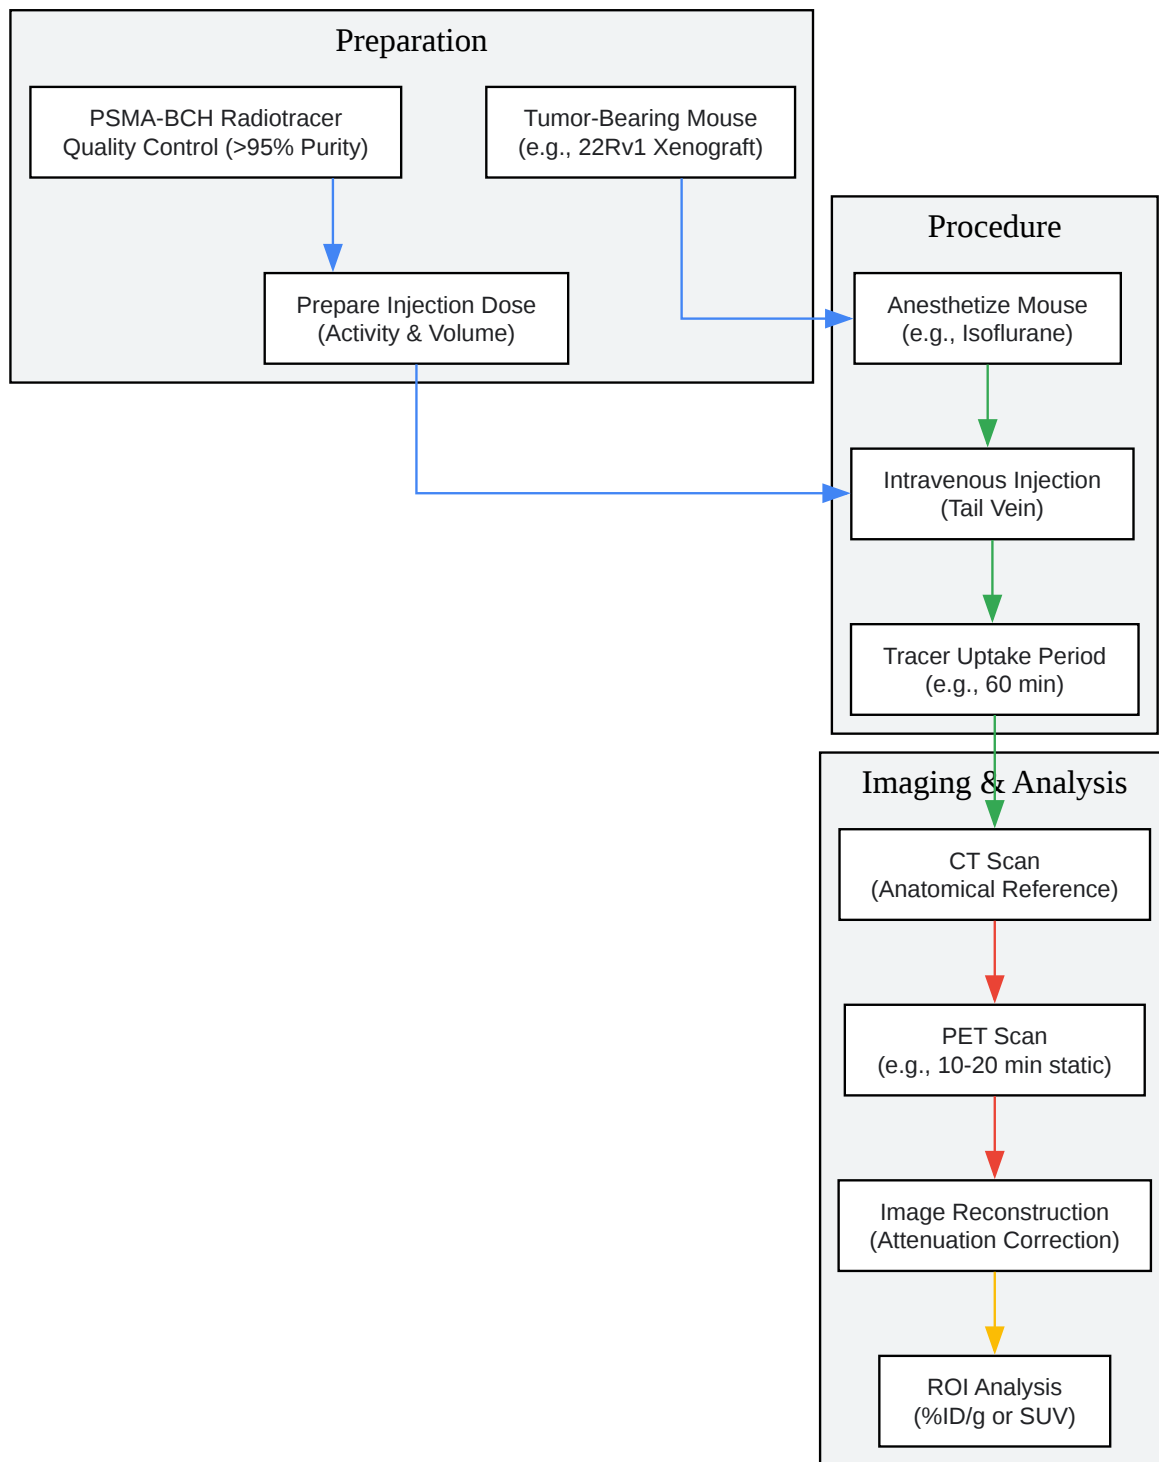 Preparation
PSMA-BCH Radiotracer
Quality Control (>95% Purity)
Tumor-Bearing Mouse
(e.g., 22Rv1 Xenograft)
Prepare Injection Dose
(Activity & Volume)
Procedure
Anesthetize Mouse
(e.g., Isoflurane)
Intravenous Injection
(Tail Vein)
Tracer Uptake Period
(e.g., 60 min)
Imaging & Analysis
CT Scan
(Anatomical Reference)
PET Scan
(e.g., 10-20 min static)
Image Reconstruction
(Attenuation Correction)
ROI Analysis
(%ID/g or SUV)